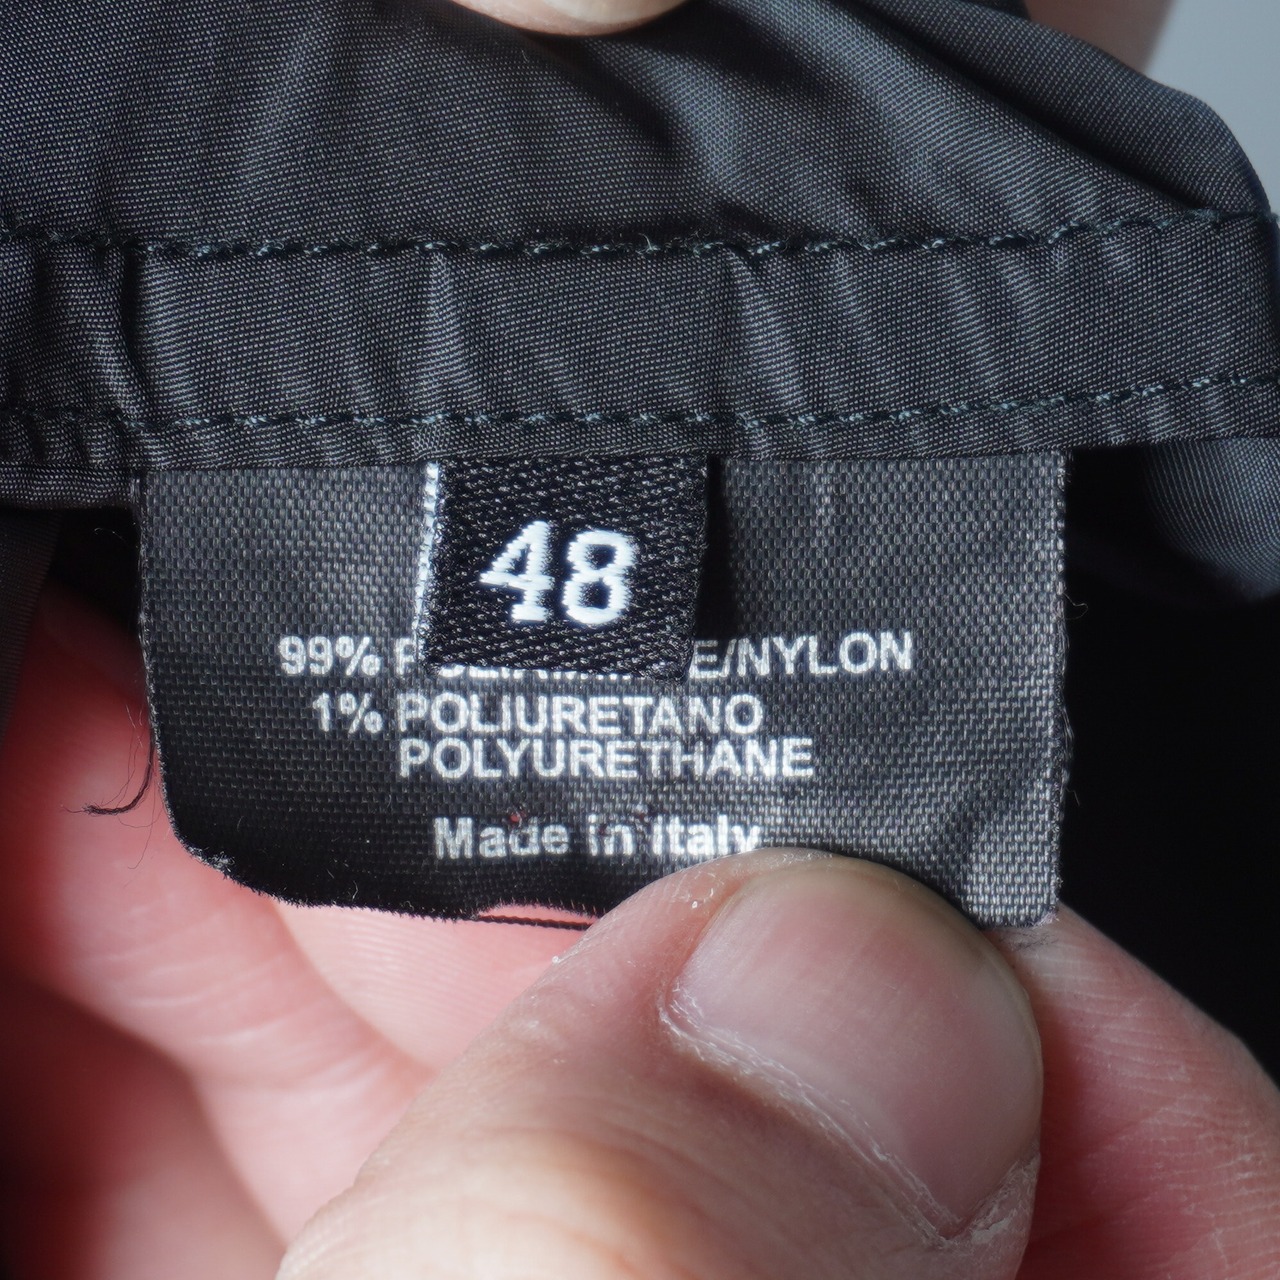 48
99% E/NYLON
1% POLIURETANO
POLYURETHANE
Made in Italy